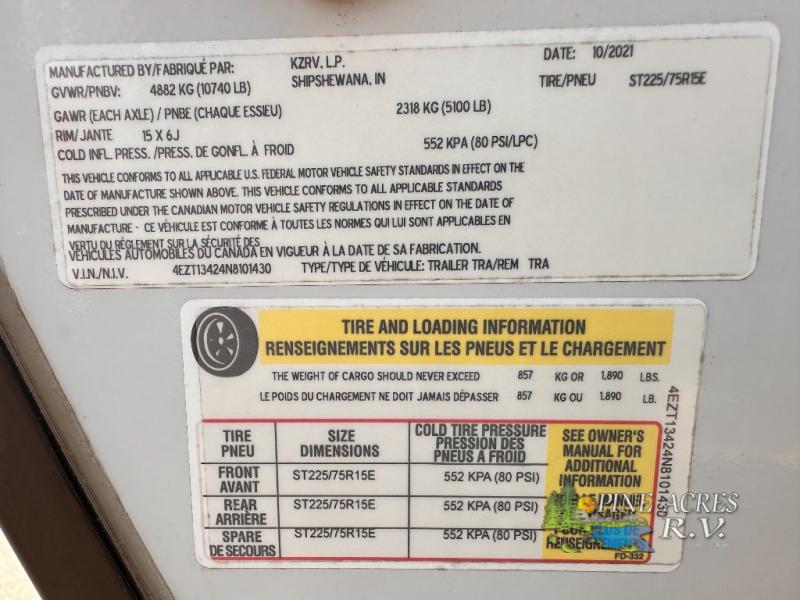 MANUFACTURED BY/FABRIQUÉ PAR: KZRV, L.P. DATE: 10/2021
SHIPSHEWANA, IN
GVWR/PNBV: 4882 KG (10740 LB) TIRE/PNEU ST225/75R15E
GAWR (EACH AXLE) / PNBE (CHAQUE ESSIEU) 2318 KG (5100 LB)
RIM/JANTE 15 X 6J
COLD INFL. PRESS. /PRESS. DE GONFL. À FROID 552 KPA (80 PSI/LPC)
THIS VEHICLE CONFORMS TO ALL APPLICABLE U.S. FEDERAL MOTOR VEHICLE SAFETY STANDARDS IN EFFECT ON THE
DATE OF MANUFACTURE SHOWN ABOVE. THIS VEHICLE CONFORMS TO ALL APPLICABLE STANDARDS
PRESCRIBED UNDER THE CANADIAN MOTOR VEHICLE SAFETY REGULATIONS IN EFFECT ON THE DATE OF
MANUFACTURE - CE VÉHICULE EST CONFORME À TOUTES LES NORMES QUI LUI SONT APPLICABLES EN
VERTU DU RÉGLEMENT SUR LA SÉCURITÉ DES
VÉHICULES AUTOMOBILES DU CANADA EN VIGUEUR À LA DATE DE SA FABRICATION.
V.I.N./N.I.V. 4EZT13424N8101430 TYPE/TYPE DE VÉHICULE: TRAILER TRA/REM TRA
TIRE AND LOADING INFORMATION
RENSEIGNEMENTS SUR LES PNEUS ET LE CHARGEMENT
THE WEIGHT OF CARGO SHOULD NEVER EXCEED 857 KG OR 1,890 LBS.
LE POIDS DU CHARGEMENT NE DOIT JAMAIS DÉPASSER 857 KG OU 1,890 LB.
TIRE
PNEU
SIZE
DIMENSIONS
COLD TIRE PRESSURE
PRESSION DES
PNEUS A FROID
FRONT
AVANT
ST225/75R15E 552 KPA (80 PSI)
REAR
ARRIÈRE
ST225/75R15E 552 KPA (80 PSI)
SPARE
DE SECOURS
ST225/75R15E 552 KPA (80 PSI)
SEE OWNER'S
MANUAL FOR
ADDITIONAL
INFORMATION
RENSEIGNEMENTS
FD-332
4EZT13424N8101430
PINE ACRES
R.V.